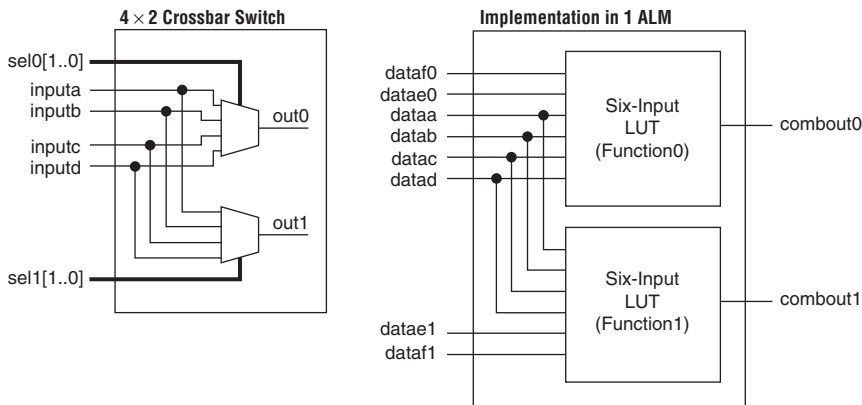 4 × 2 Crossbar Switch
sel0[1..0]
inputa
inputb
inputc
inputd
out0
out1
sel1[1..0]
Implementation in 1 ALM
dataf0
datae0
dataa
datab
datac
datad
Six-Input
LUT
(Function0)
combout0
Six-Input
LUT
(Function1)
combout1
datae1
dataf1